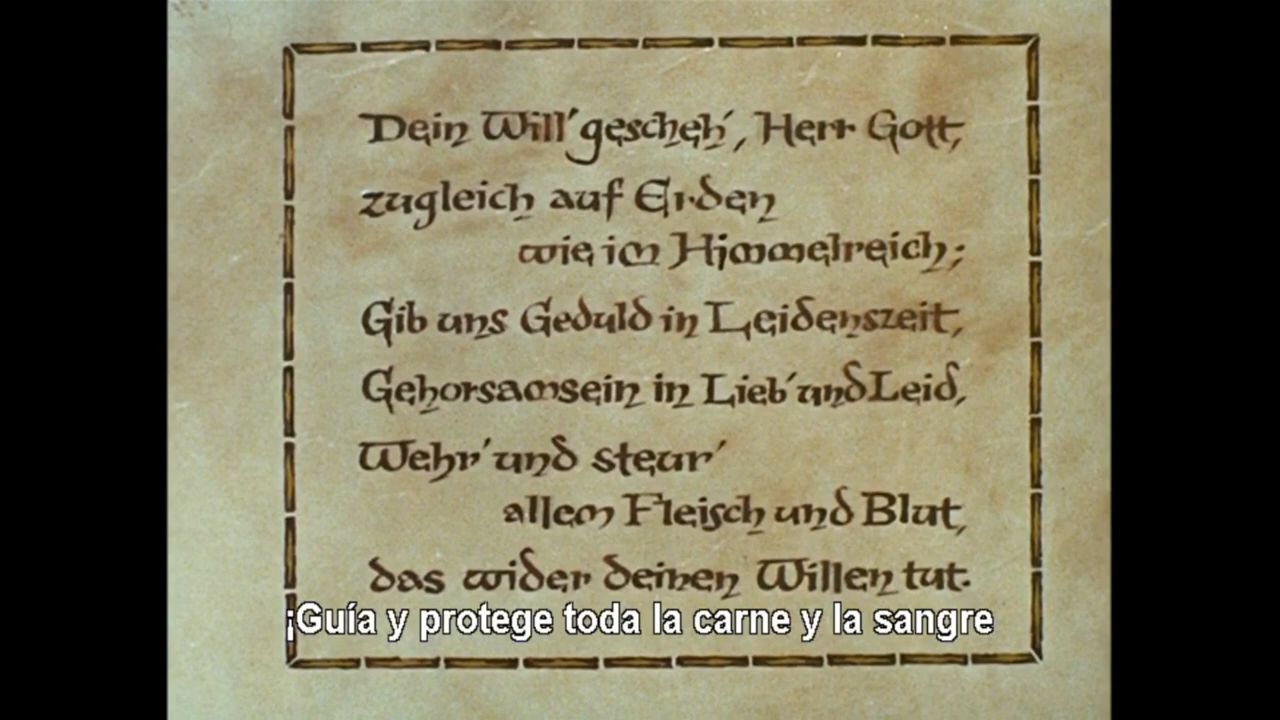 Dein Will' gescheh', Herr Gott,
zugleich auf Erden
wie im Himmelreich;
Gib uns Geduld in Leidenszeit,
Gehorsamsein in Lieb' und Leid,
Wehr' und steur'
allem Fleisch und Blut,
das wider deinen Willen tut.
¡Guía y protege toda la carne y la sangre